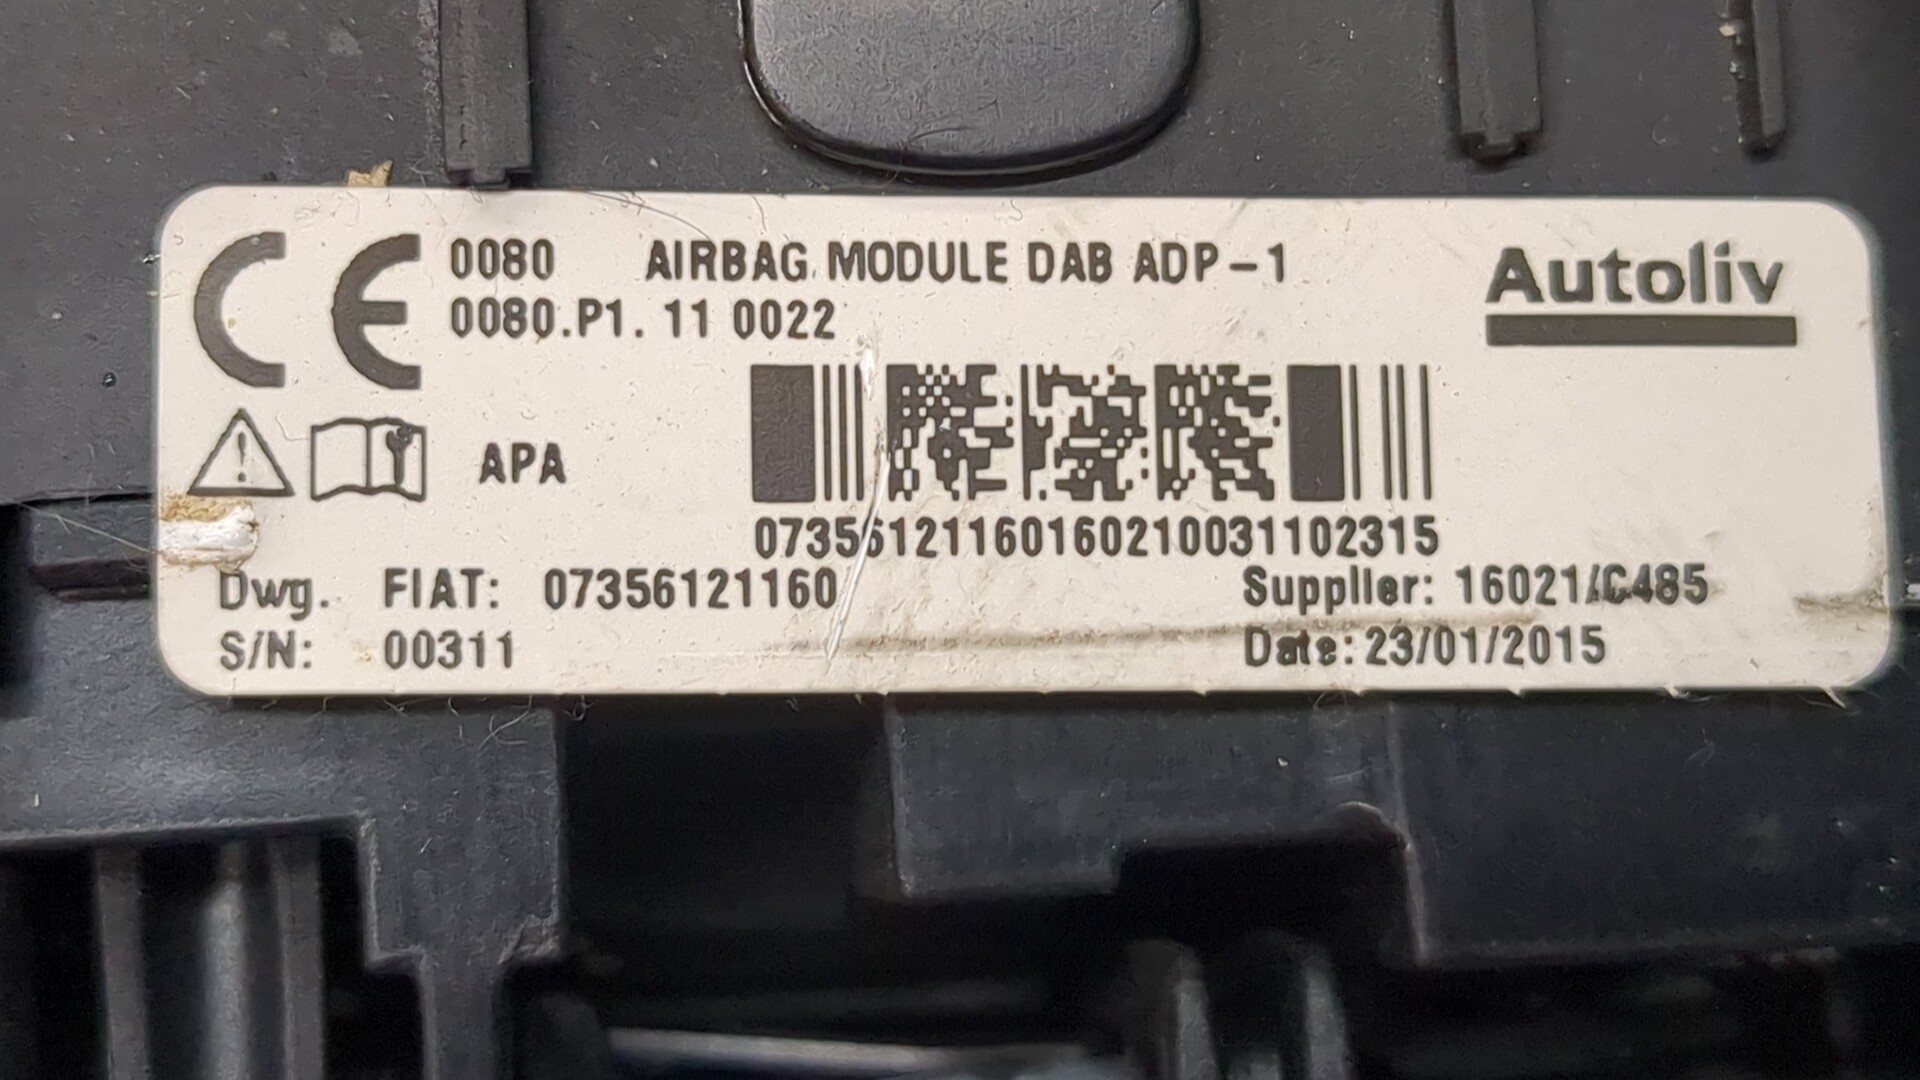 CE 0080 AIRBAG MODULE DAB ADP-1
0080.P1. 11 0022
Autoliv
APA
07356121160160210031102315
Dwg. FIAT: 07356121160
Supplier: 16021/C485
S/N: 00311
Date: 23/01/2015